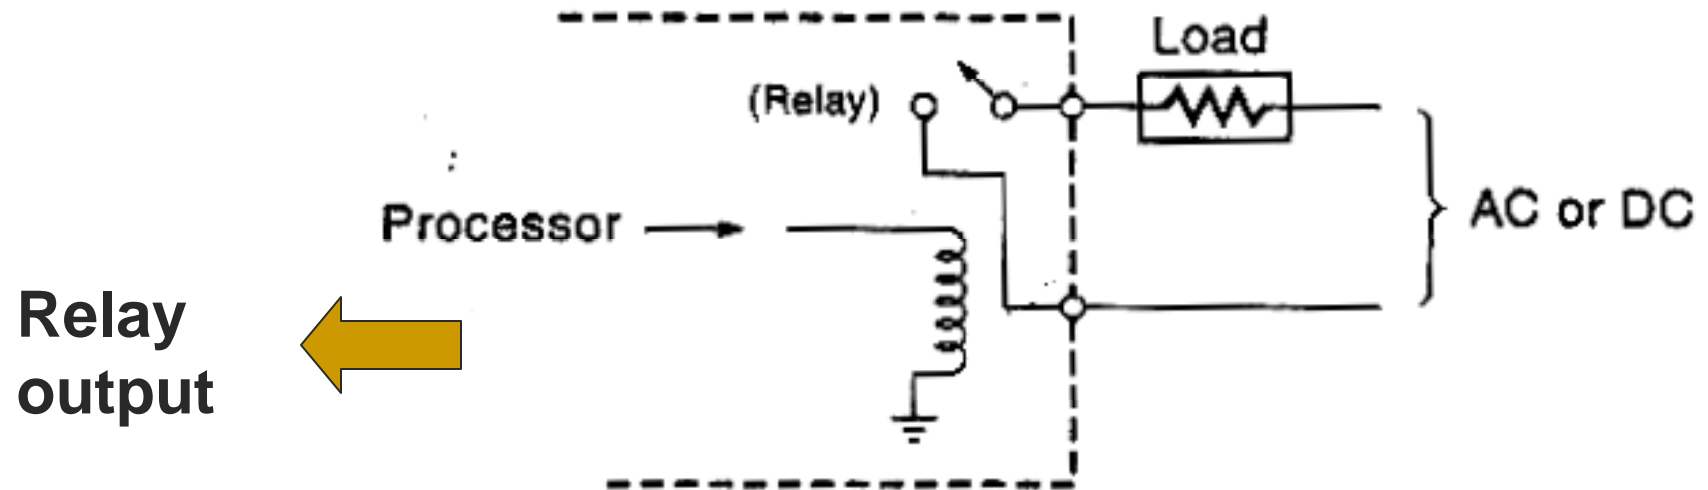 Load
(Relay)
Processor
AC or DC
Relay
output